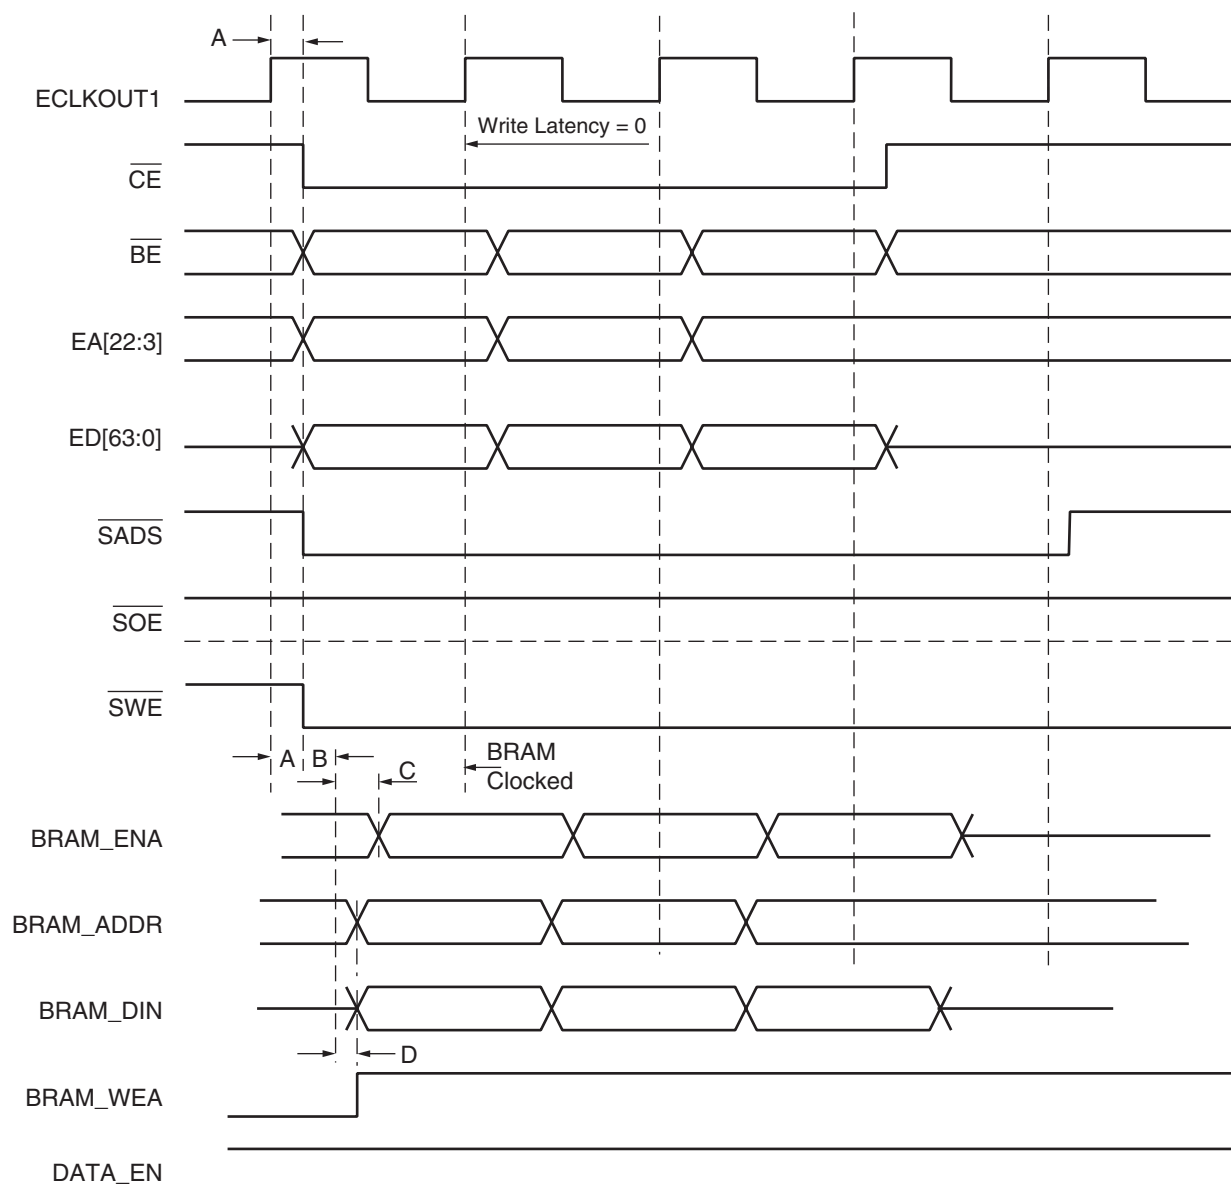 A
ECLKOUT1
Write Latency = 0
CE
BE
EA[22:3]
ED[63:0]
SADS
SOE
SWE
A B
C
BRAM
Clocked
BRAM_ENA
BRAM_ADDR
BRAM_DIN
D
BRAM_WEA
DATA_EN